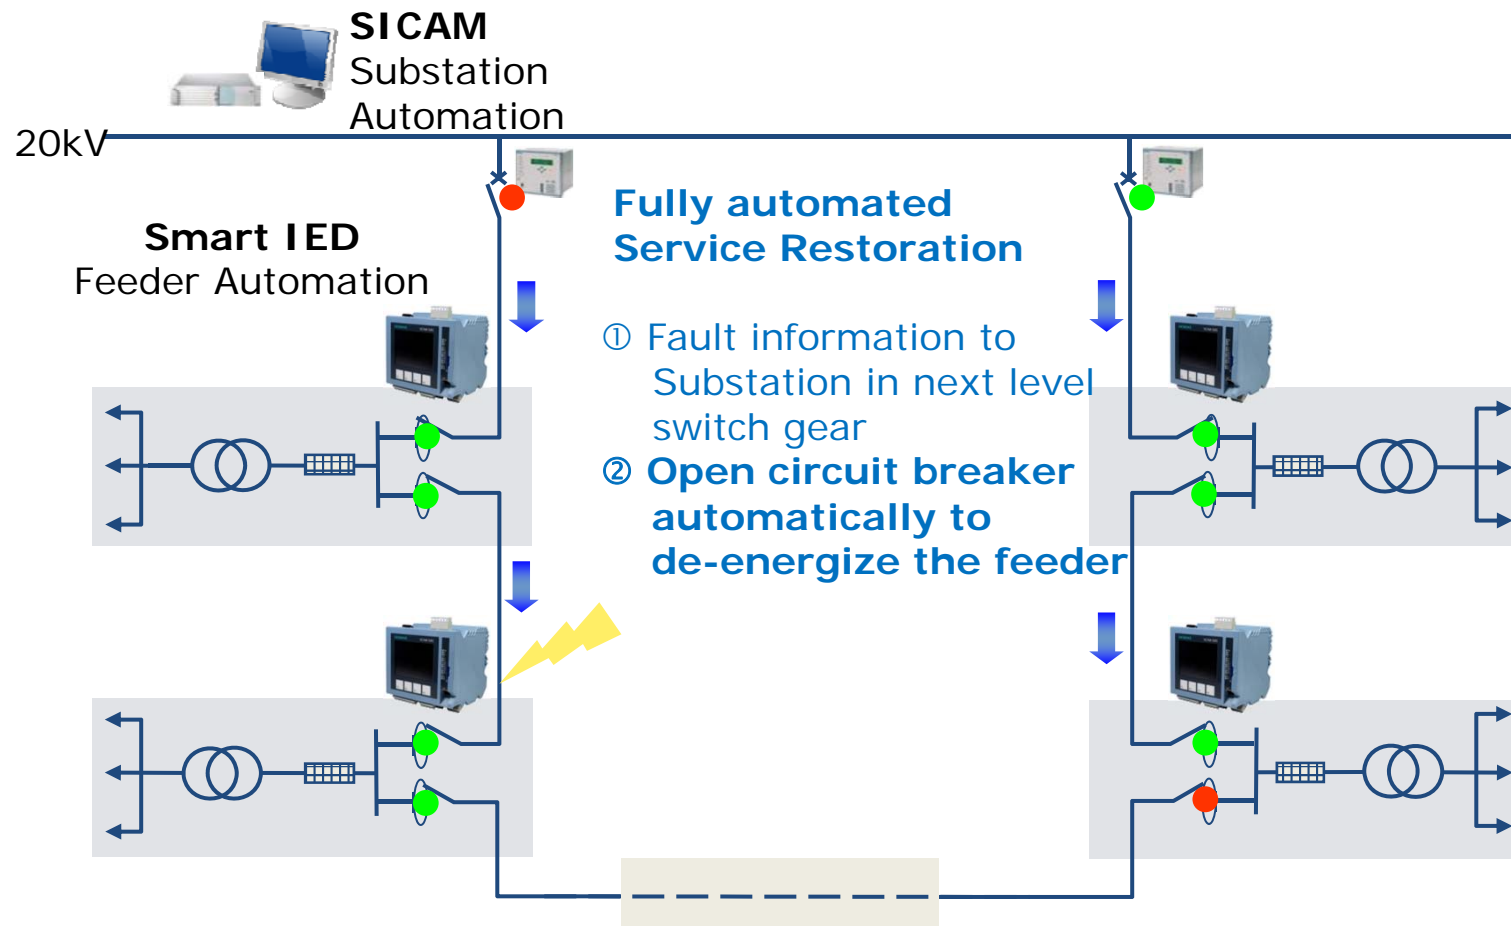 SICAM
Substation
Automation
20kV
Smart IED
Feeder Automation
Fully automated
Service Restoration
① Fault information to
Substation in next level
switch gear
② Open circuit breaker
automatically to
de-energize the feeder